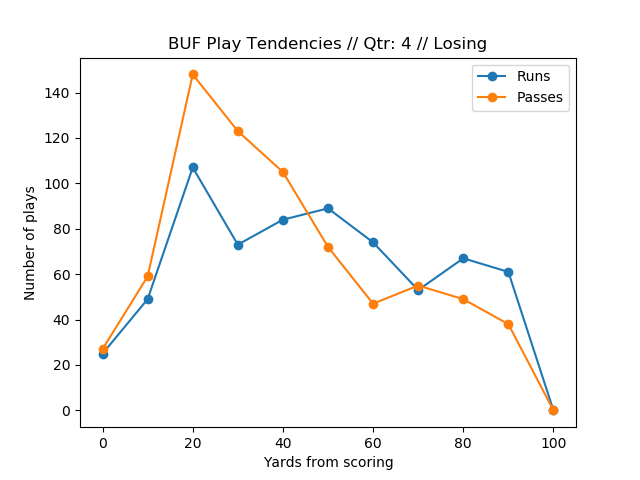 BUF Play Tendencies // Qtr: 4 // Losing
Runs
Passes
140
120
100
80
60
40
20
0
Number of plays
0 20 40 60 80 100
Yards from scoring